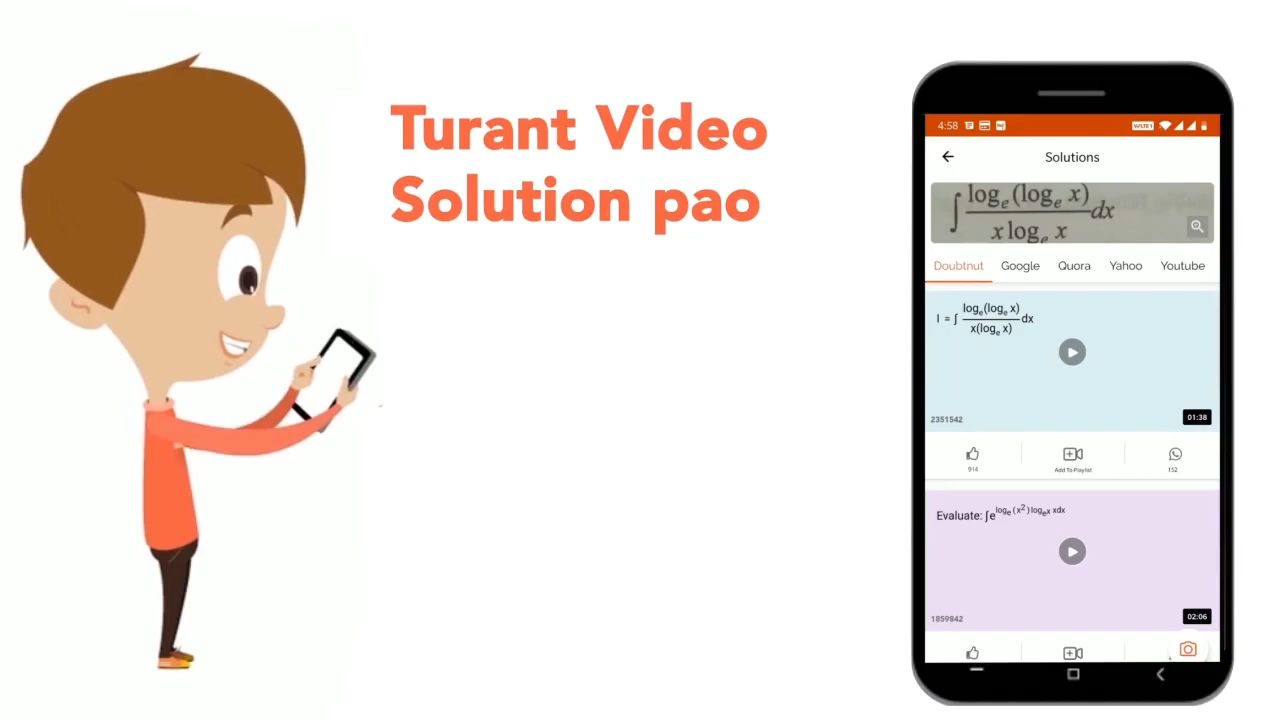 Turant Video
Solution pao
4:58
VoLTE1
Solutions
∫ logₑ(logₑ x) / x logₑ x dx
Doubtnut Google Quora Yahoo Youtube
I = ∫ logₑ(logₑ x) / x(logₑ x) dx
2351542 01:38
914 Add To Playlist 152
Evaluate: ∫e^logₑ(x²)logₑx xdx
1859842 02:06